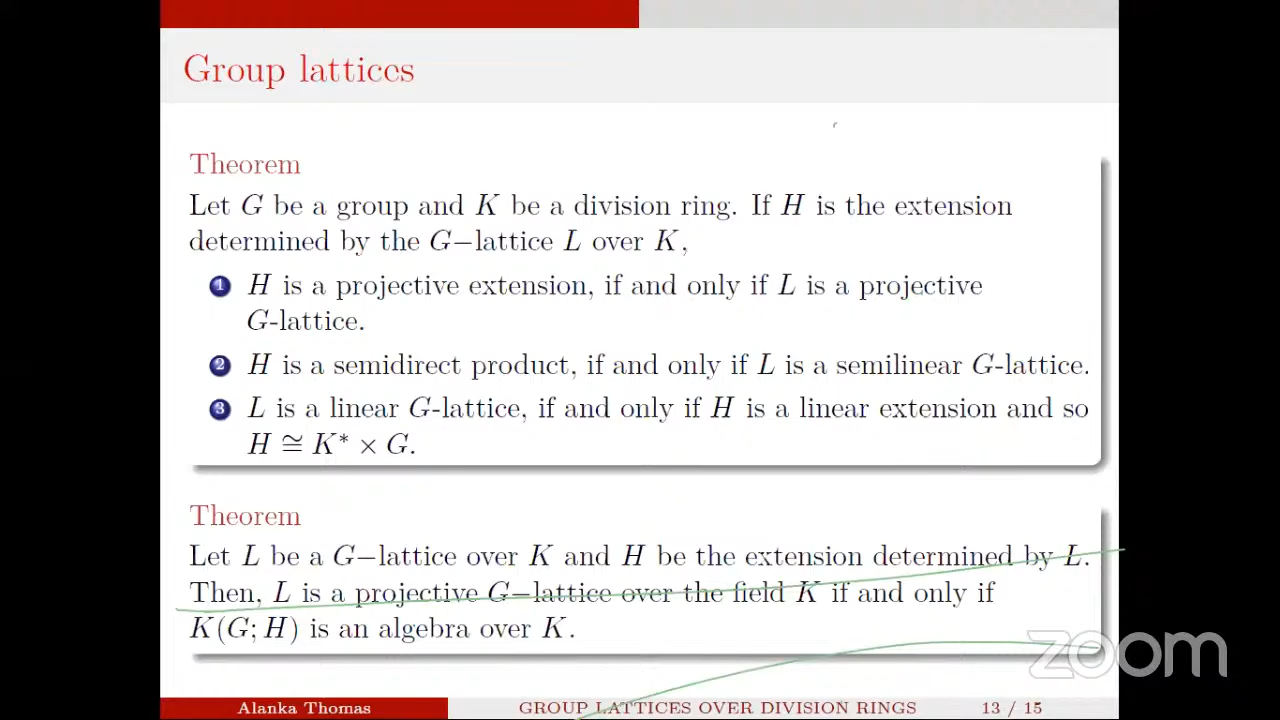 Group lattices
Theorem
Let G be a group and K be a division ring. If H is the extension
determined by the G−lattice L over K,
1 H is a projective extension, if and only if L is a projective
G-lattice.
2 H is a semidirect product, if and only if L is a semilinear G-lattice.
3 L is a linear G-lattice, if and only if H is a linear extension and so
H ≅ K* × G.
Theorem
Let L be a G−lattice over K and H be the extension determined by L.
Then, L is a projective G−lattice over the field K if and only if
K(G; H) is an algebra over K.
zoom
Alanka Thomas GROUP LATTICES OVER DIVISION RINGS 13 / 15